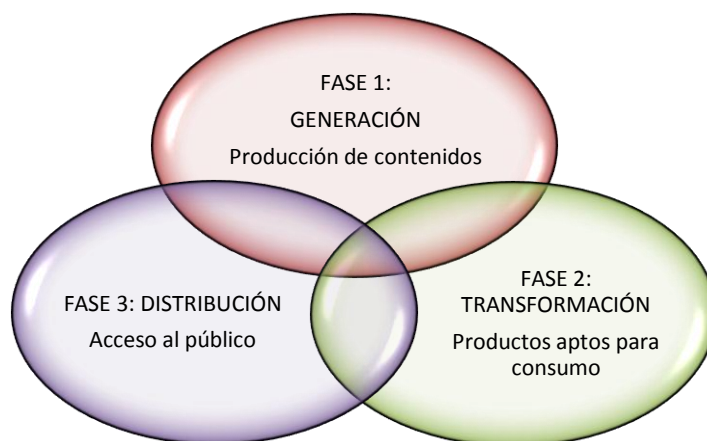 FASE 1:
GENERACIÓN
Producción de contenidos
FASE 3: DISTRIBUCIÓN
Acceso al público
FASE 2:
TRANSFORMACIÓN
Productos aptos para
consumo